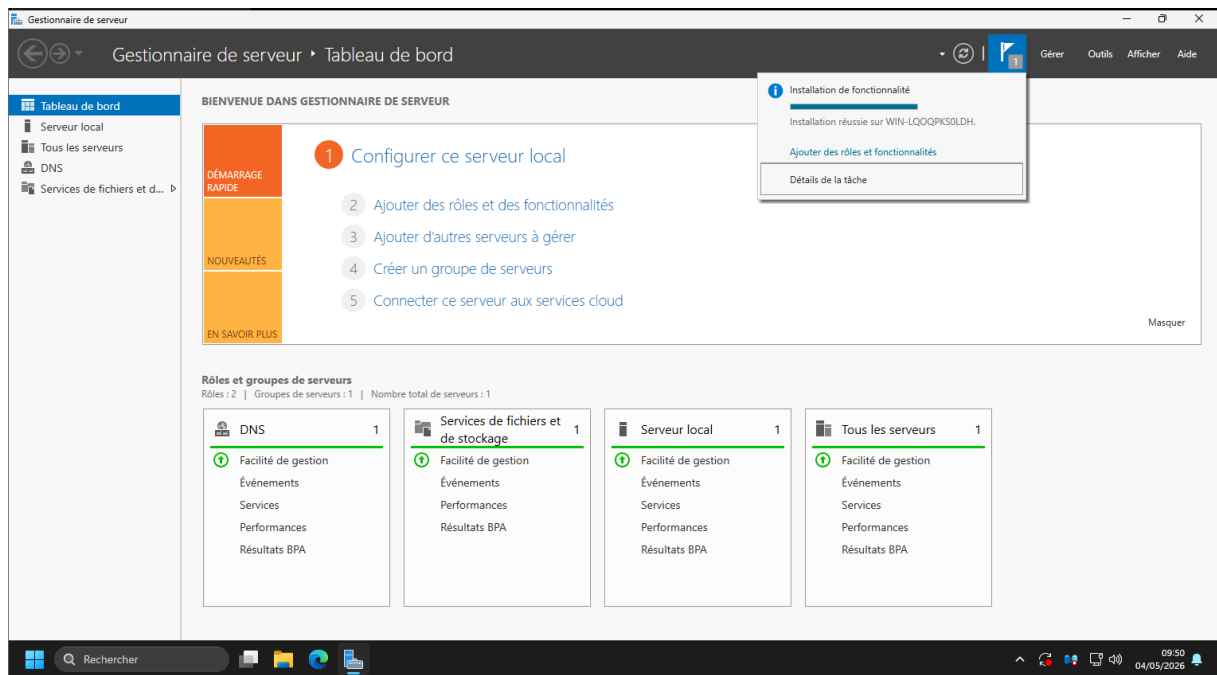 Gestionnaire de serveur
Gestionnaire de serveur ‣ Tableau de bord
1
Gérer
Outils
Afficher
Aide
Tableau de bord
Serveur local
Tous les serveurs
DNS
Services de fichiers et d...
BIENVENUE DANS GESTIONNAIRE DE SERVEUR
Installation de fonctionnalité
Installation réussie sur WIN-LQOQPKS0LDH.
Ajouter des rôles et fonctionnalités
Détails de la tâche
DÉMARRAGE
RAPIDE
NOUVEAUTÉS
EN SAVOIR PLUS
1 Configurer ce serveur local
2 Ajouter des rôles et des fonctionnalités
3 Ajouter d'autres serveurs à gérer
4 Créer un groupe de serveurs
5 Connecter ce serveur aux services cloud
Masquer
Rôles et groupes de serveurs
Rôles : 2 | Groupes de serveurs : 1 | Nombre total de serveurs : 1
DNS 1
Facilité de gestion
Événements
Services
Performances
Résultats BPA
Services de fichiers et
de stockage 1
Facilité de gestion
Événements
Performances
Résultats BPA
Serveur local 1
Facilité de gestion
Événements
Services
Performances
Résultats BPA
Tous les serveurs 1
Facilité de gestion
Événements
Services
Performances
Résultats BPA
Rechercher
09:50
04/05/2026